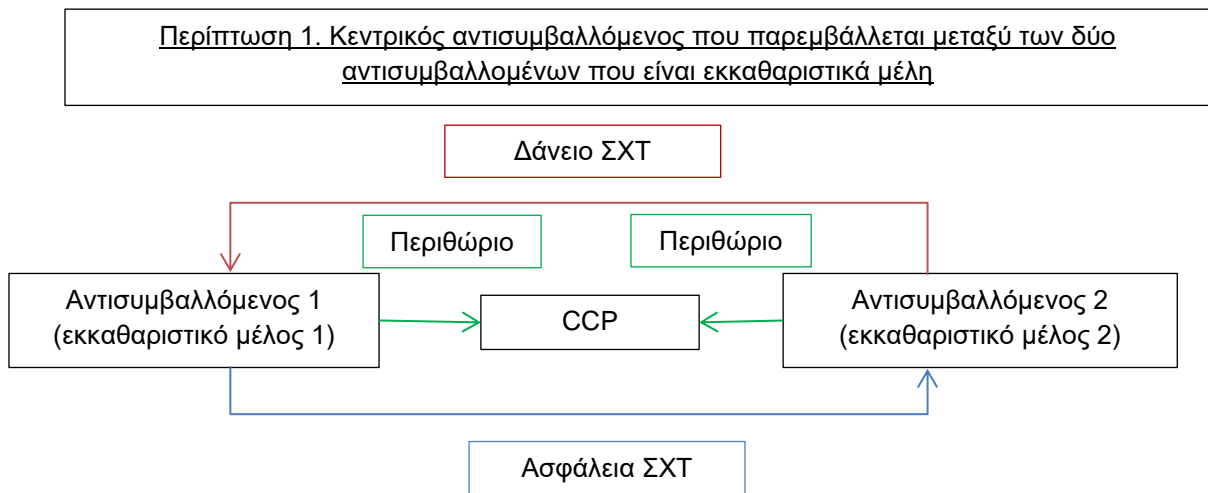 Περίπτωση 1. Κεντρικός αντισυμβαλλόμενος που παρεμβάλλεται μεταξύ των δύο
αντισυμβαλλομένων που είναι εκκαθαριστικά μέλη
Δάνειο ΣΧΤ
Περιθώριο
Περιθώριο
Αντισυμβαλλόμενος 1
(εκκαθαριστικό μέλος 1)
CCP
Αντισυμβαλλόμενος 2
(εκκαθαριστικό μέλος 2)
Ασφάλεια ΣΧΤ